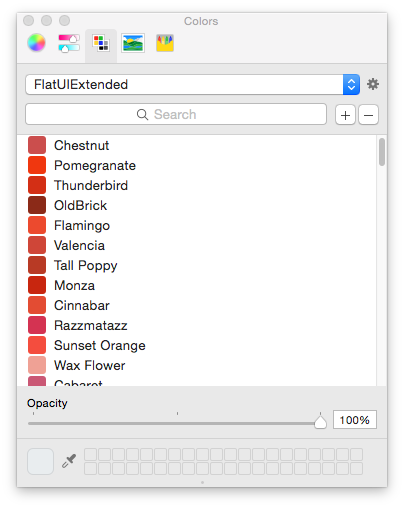 Colors
FlatUIExtended
Search
Chestnut
Pomegranate
Thunderbird
OldBrick
Flamingo
Valencia
Tall Poppy
Monza
Cinnabar
Razzmatazz
Sunset Orange
Wax Flower
Cabaret
Opacity
100%